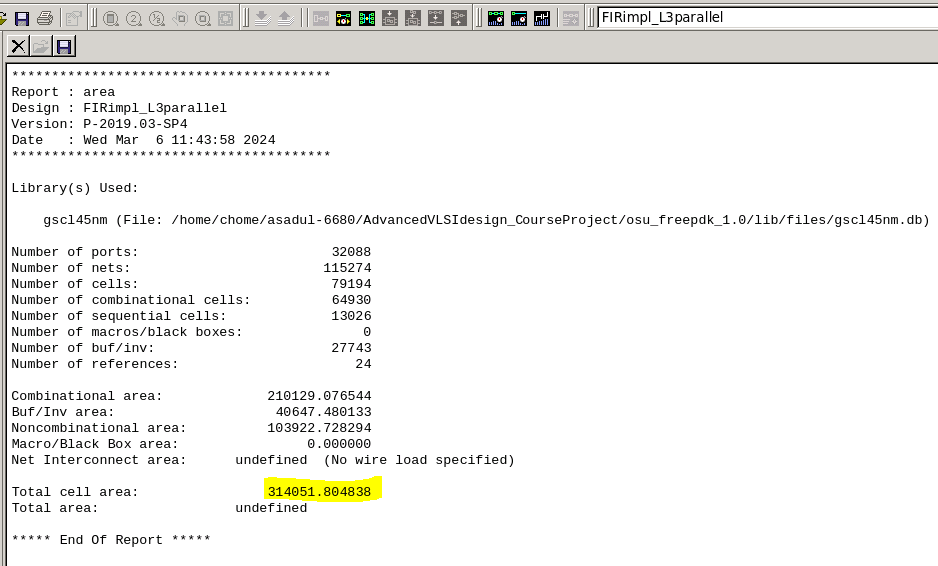 FIRimpl_L3parallel
****************************************
Report : area
Design : FIRimpl_L3parallel
Version: P-2019.03-SP4
Date   : Wed Mar  6 11:43:58 2024
****************************************
Library(s) Used:
gscl45nm (File: /home/chome/asadul-6680/AdvancedVLSIdesign_CourseProject/osu_freepdk_1.0/lib/files/gscl45nm.db)
Number of ports: 32088
Number of nets: 115274
Number of cells: 79194
Number of combinational cells: 64930
Number of sequential cells: 13026
Number of macros/black boxes: 0
Number of buf/inv: 27743
Number of references: 24
Combinational area: 210129.076544
Buf/Inv area: 40647.480133
Noncombinational area: 103922.728294
Macro/Black Box area: 0.000000
Net Interconnect area: undefined (No wire load specified)
Total cell area: 314051.804838
Total area: undefined
***** End Of Report *****